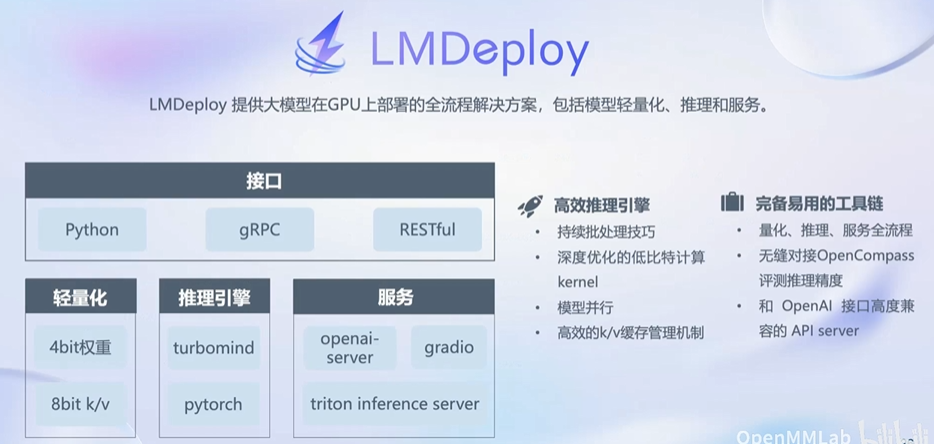 LMDeploy
LMDeploy 提供大模型在GPU上部署的全流程解决方案，包括模型轻量化、推理和服务。
接口
Python
gRPC
RESTful
轻量化
4bit权重
8bit k/v
推理引擎
turbomind
pytorch
服务
openai-
server
gradio
triton inference server
高效推理引擎
• 持续批处理技巧
• 深度优化的低比特计算
kernel
• 模型并行
• 高效的k/v缓存管理机制
完备易用的工具链
• 量化、推理、服务全流程
• 无缝对接OpenCompass
评测推理精度
• 和 OpenAI 接口高度兼
容的 API server
OpenMMLab
bilibili